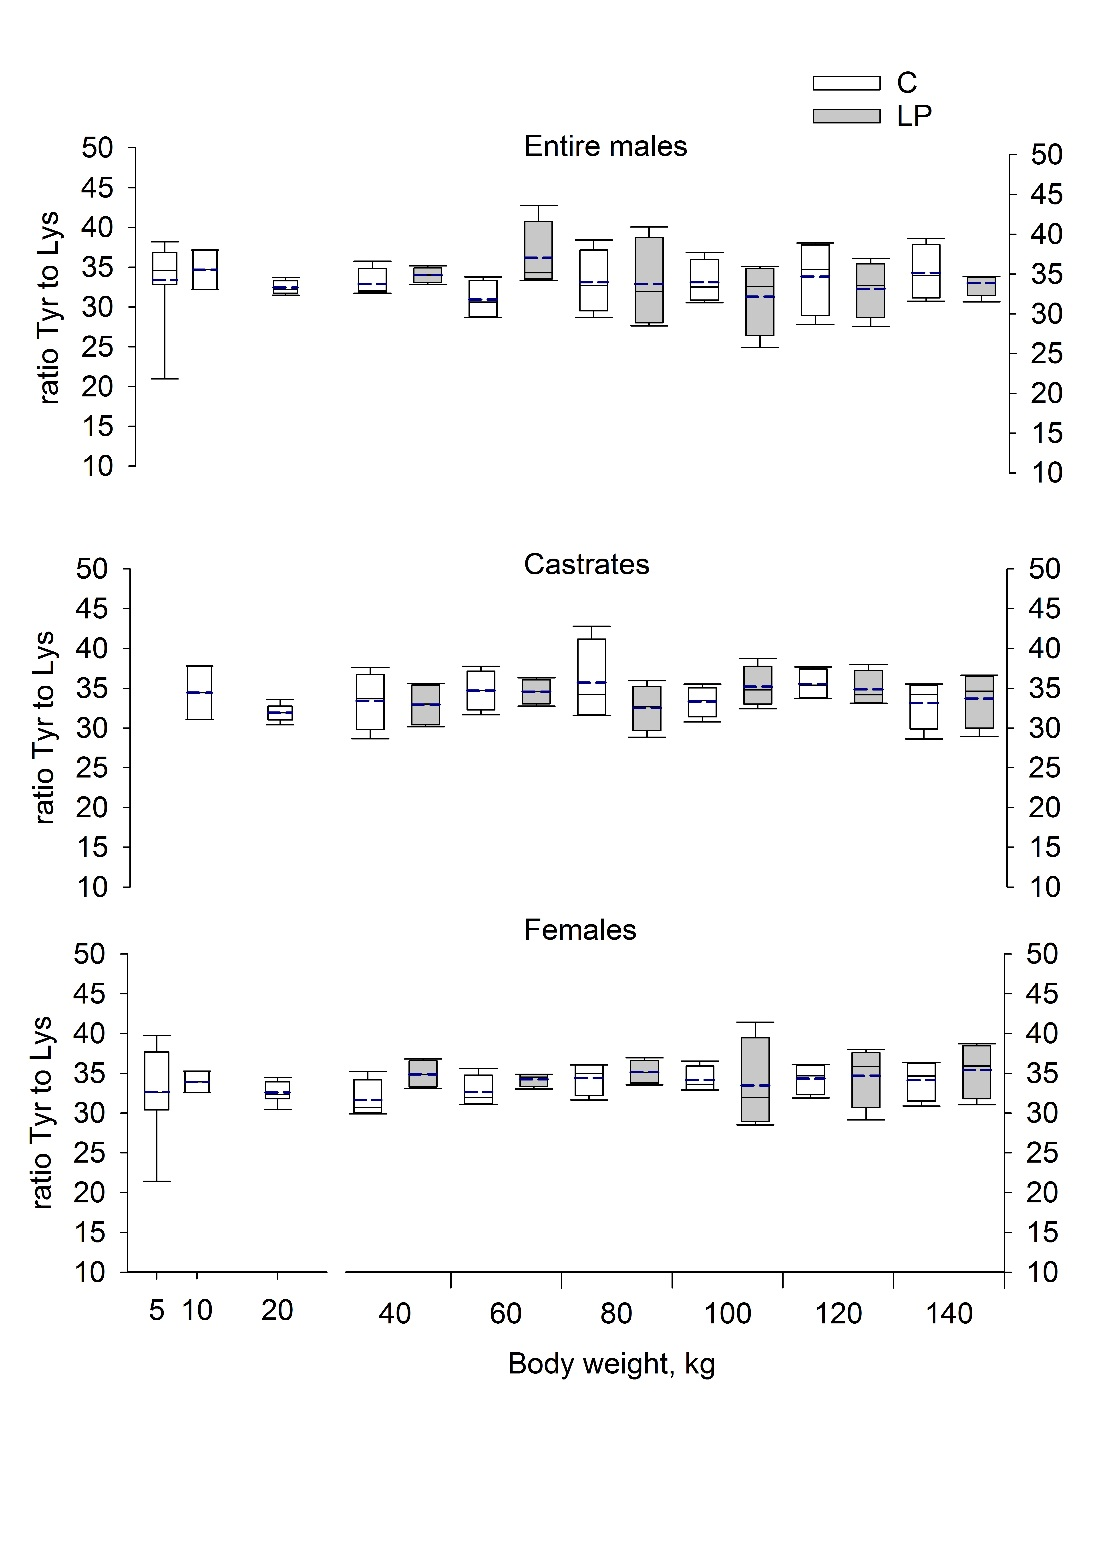 C
LP
Entire males
50 50
45 45
40 40
35 35
30 30
25 25
20 20
15 15
10 10
ratio Tyr to Lys
Castrates
50 50
45 45
40 40
35 35
30 30
25 25
20 20
15 15
10 10
ratio Tyr to Lys
Females
50 50
45 45
40 40
35 35
30 30
25 25
20 20
15 15
10 10
ratio Tyr to Lys
5 10 20 40 60 80 100 120 140
Body weight, kg